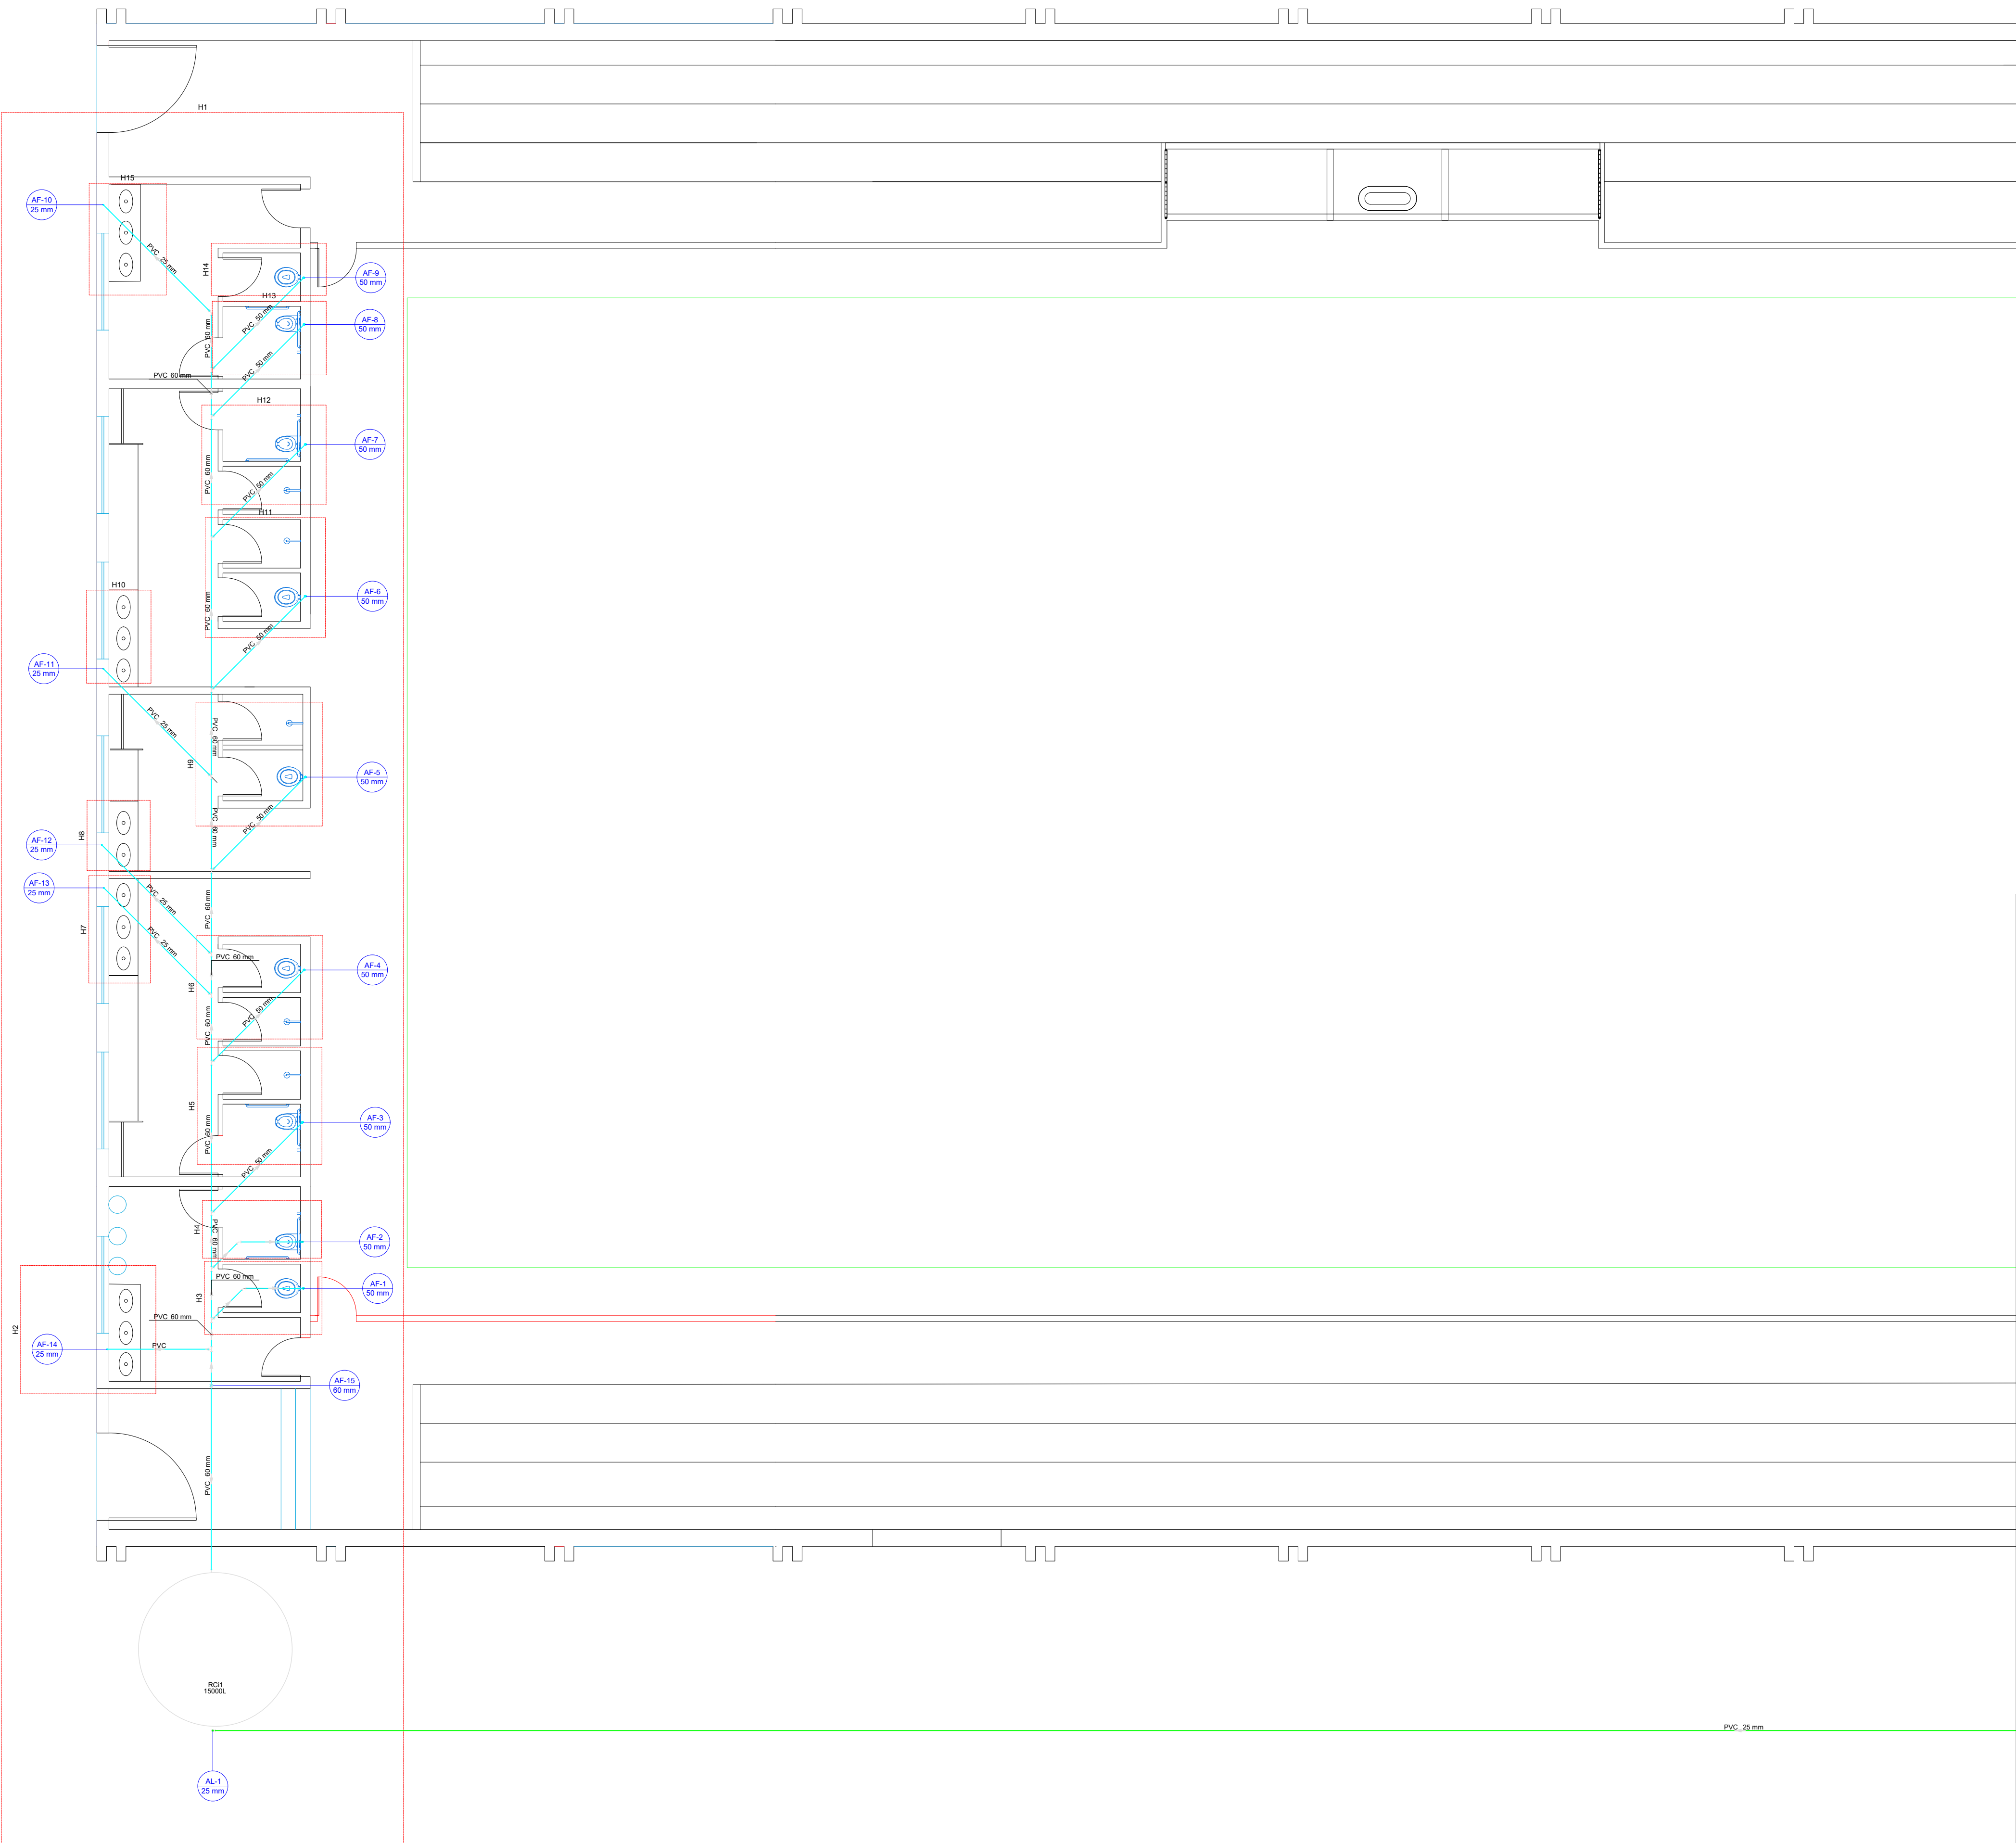 H1
H15
AF-10
25 mm
PVC 25 mm
H14
AF-9
50 mm
H13
PVC 50 mm
AF-8
50 mm
PVC 60 mm
PVC 50 mm
PVC 60 mm
H12
AF-7
50 mm
PVC 60 mm
PVC 50 mm
H11
H10
AF-6
50 mm
PVC 60 mm
PVC 50 mm
AF-11
25 mm
PVC 25 mm
PVC 60 mm
H9
AF-5
50 mm
PVC 60 mm
PVC 50 mm
H8
AF-12
25 mm
AF-13
25 mm
PVC 25 mm
PVC 60 mm
H7
PVC 25 mm
PVC 60 mm
AF-4
50 mm
H6
PVC 50 mm
PVC 60 mm
H5
AF-3
50 mm
PVC 60 mm
PVC 50 mm
H4
PVC 60 mm
AF-2
50 mm
PVC 60 mm
AF-1
50 mm
H3
PVC 60 mm
H2
AF-14
25 mm
PVC
AF-15
60 mm
PVC 60 mm
RCi1
15000L
PVC 25 mm
AL-1
25 mm